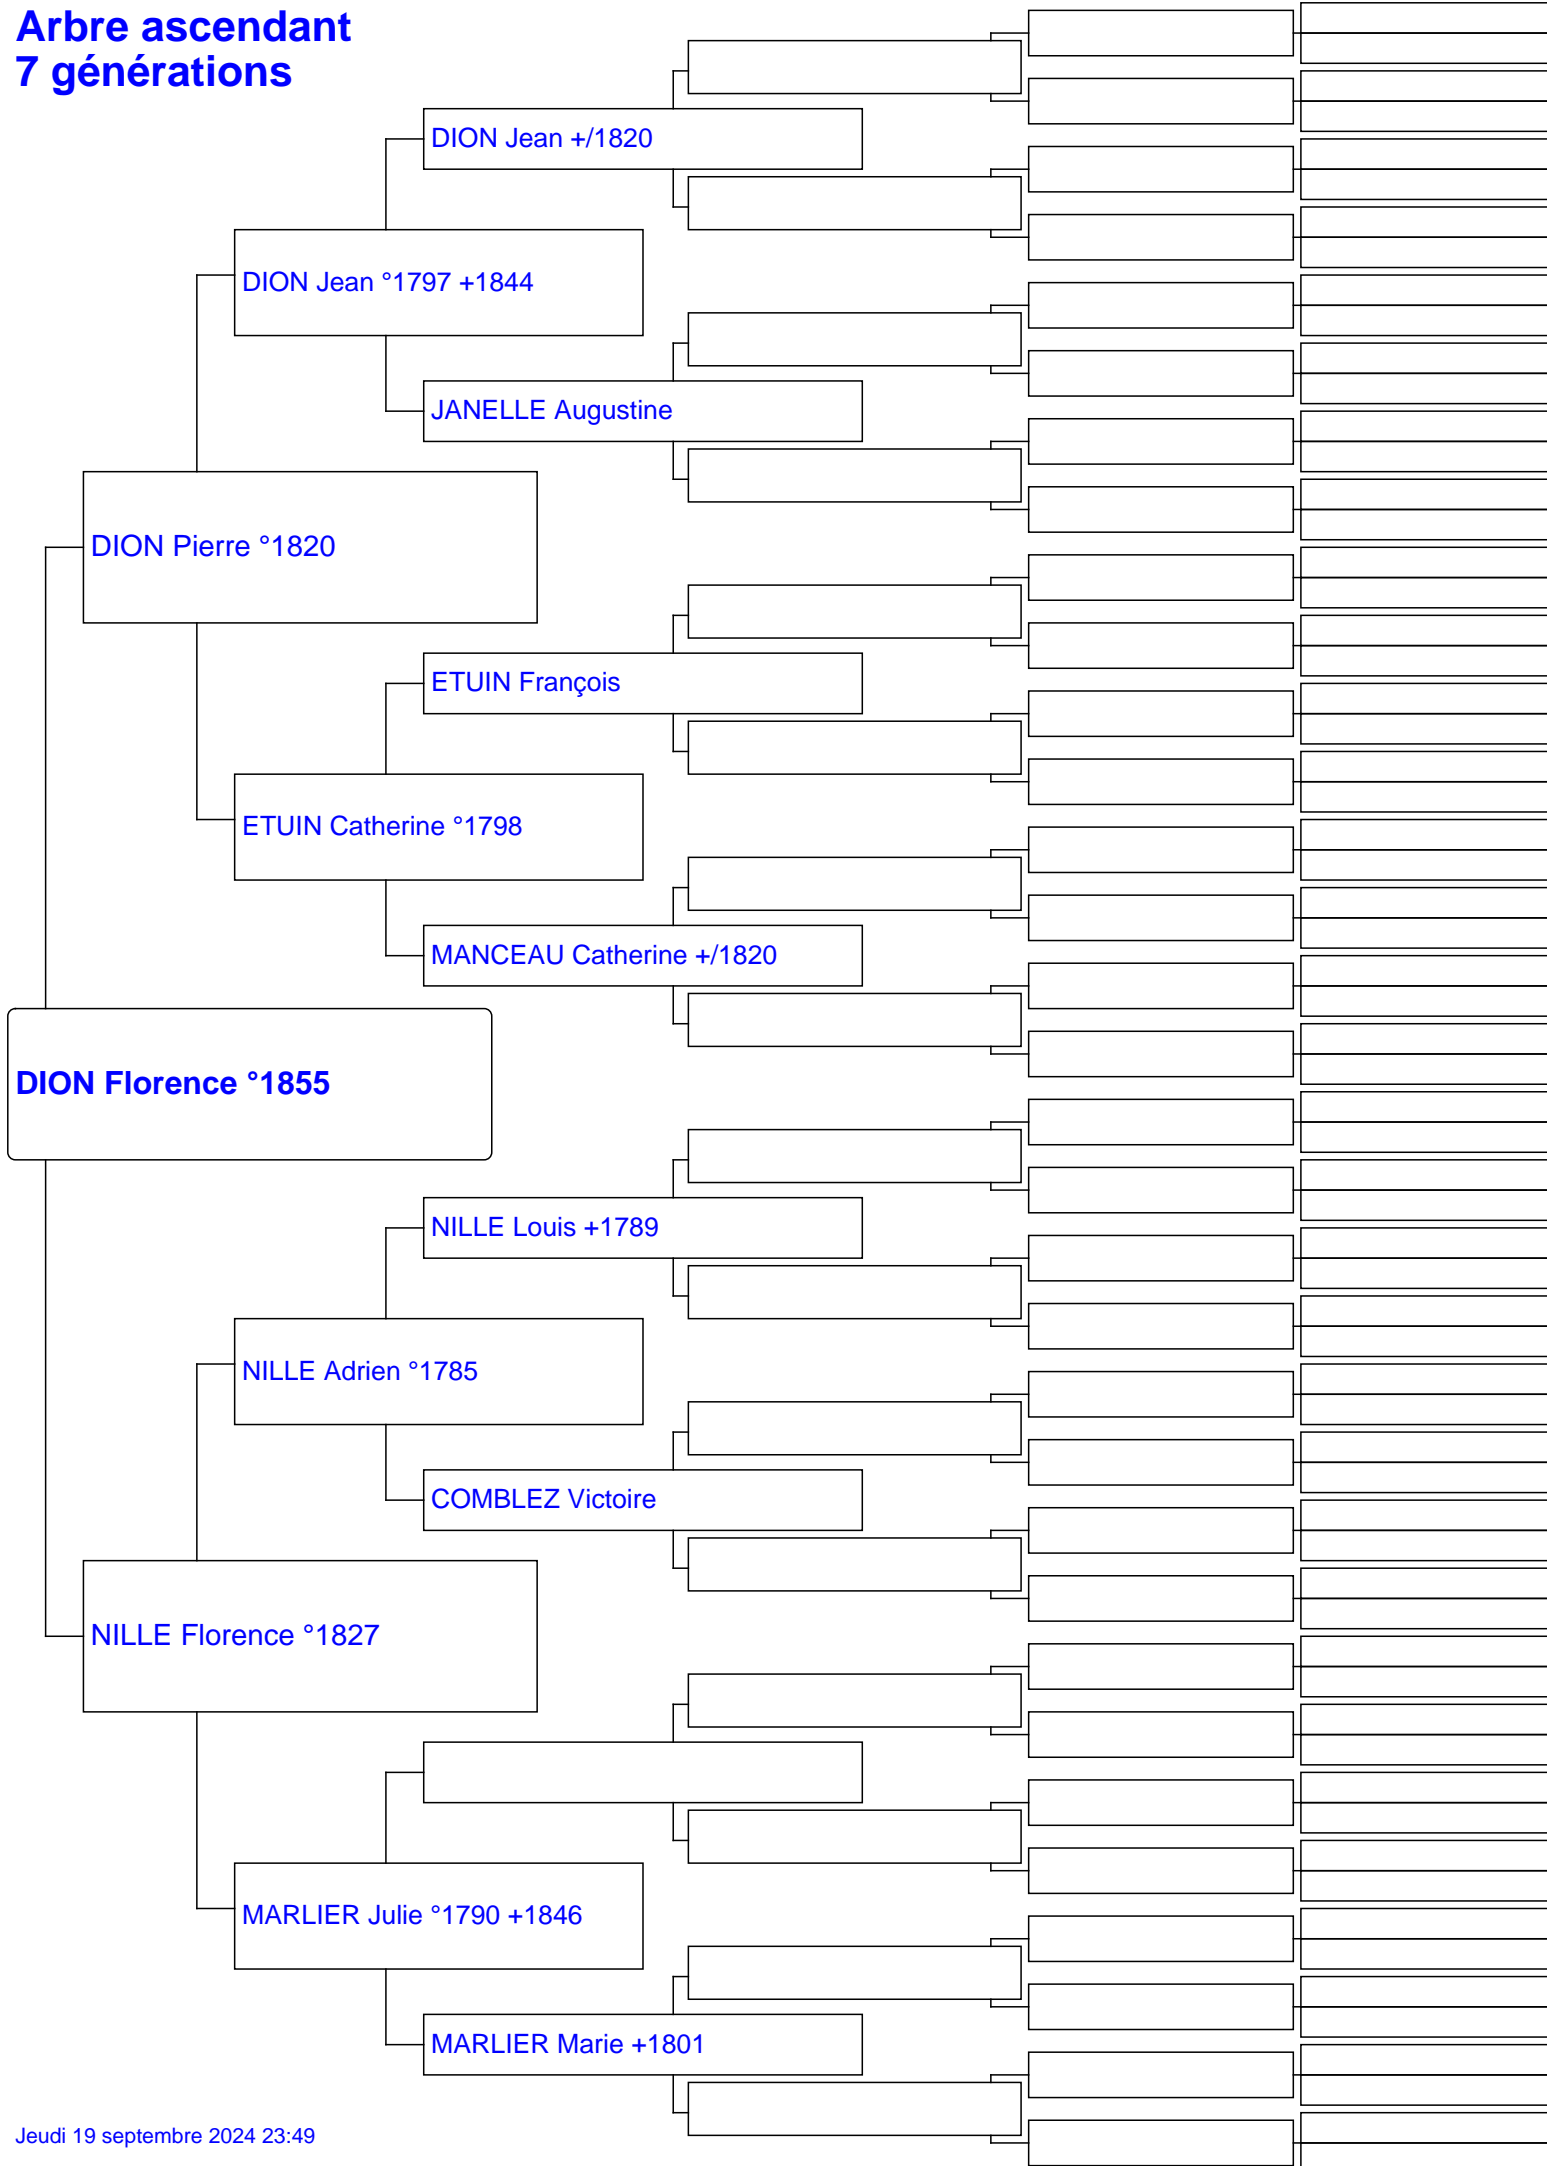 Arbre ascendant
7 générations
DION Jean +/1820
DION Jean °1797 +1844
JANELLE Augustine
DION Pierre °1820
ETUIN François
ETUIN Catherine °1798
MANCEAU Catherine +/1820
DION Florence °1855
NILLE Louis +1789
NILLE Adrien °1785
COMBLEZ Victoire
NILLE Florence °1827
MARLIER Julie °1790 +1846
MARLIER Marie +1801
Jeudi 19 septembre 2024 23:49